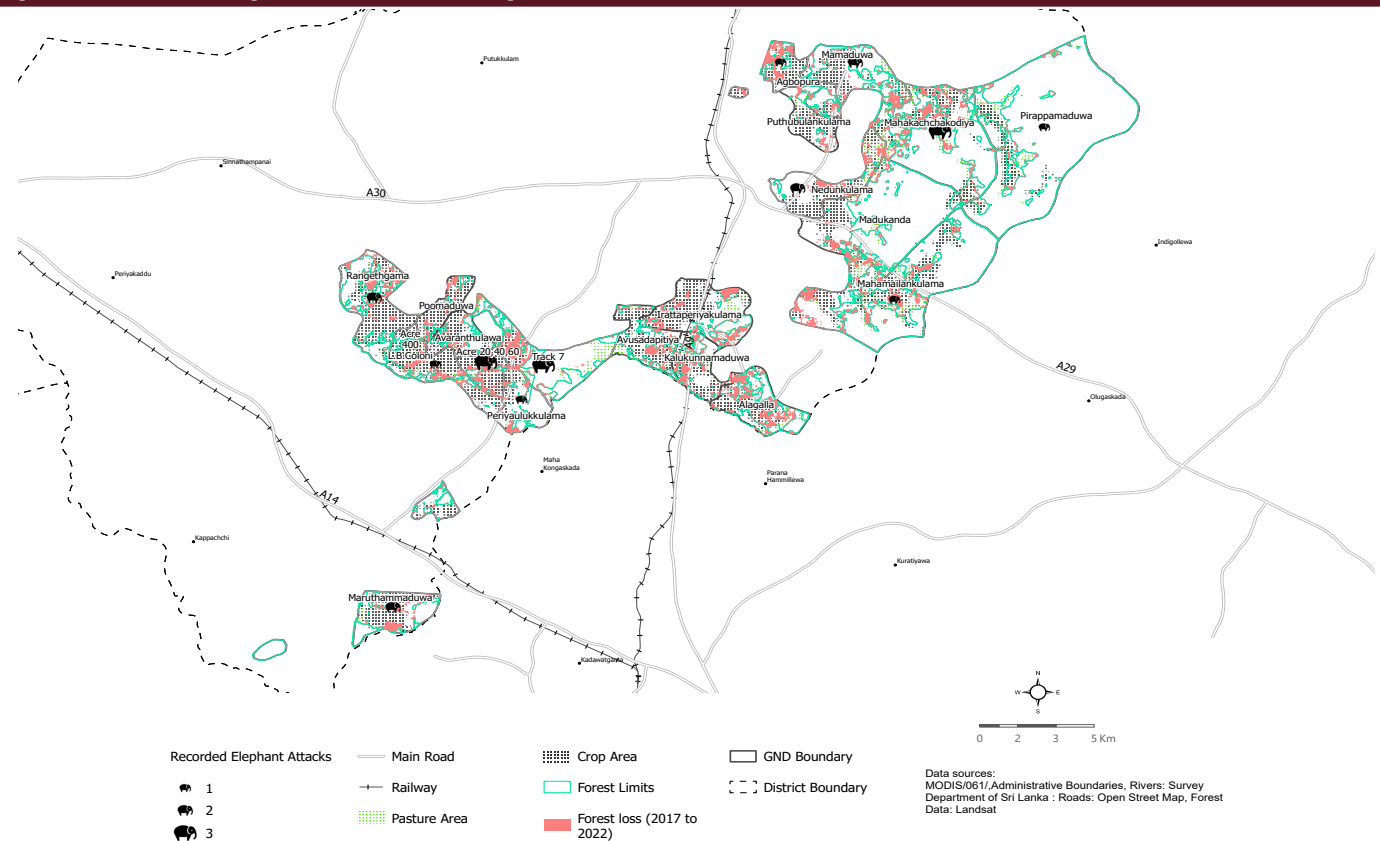 Putukkulam
Mamaduwa
Agbopura
Puthubulankulama
Mahakachchakodiya
Pirappamaduwa
Sinnathampanai
A30
Nedunkulama
Madukanda
Indigollewa
Periyakaddu
Rangethgama
Mahamailankulama
Poomaduwa
Irattaperiyakulama
Acre
400
Avaranthulawa
Avusadapitiya
L.B.Coloni
Acre 20,40,60
Track 7
Kalukunnamaduwa
A29
Olugaskada
Alagalla
Periyaulukkulama
Maha
Kongaskada
Parana
Hammillewa
A14
Kappachchi
Kuratiyawa
Maruthammaduwa
Kadawatgama
N
W
E
S
0 2 3 5 Km
Recorded Elephant Attacks
1
2
3
Main Road
Railway
Pasture Area
Crop Area
Forest Limits
Forest loss (2017 to
2022)
GND Boundary
District Boundary
Data sources:
MODIS/061/,Administrative Boundaries, Rivers: Survey
Department of Sri Lanka : Roads: Open Street Map, Forest
Data: Landsat